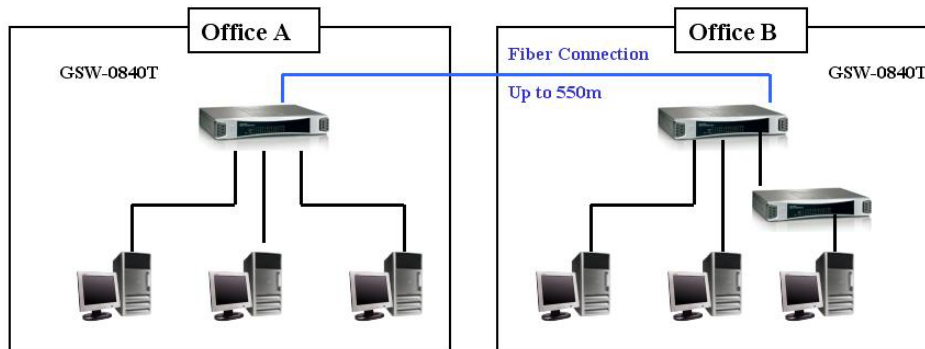 Office A
Office B
Fiber Connection
GSW-0840T
GSW-0840T
Up to 550m